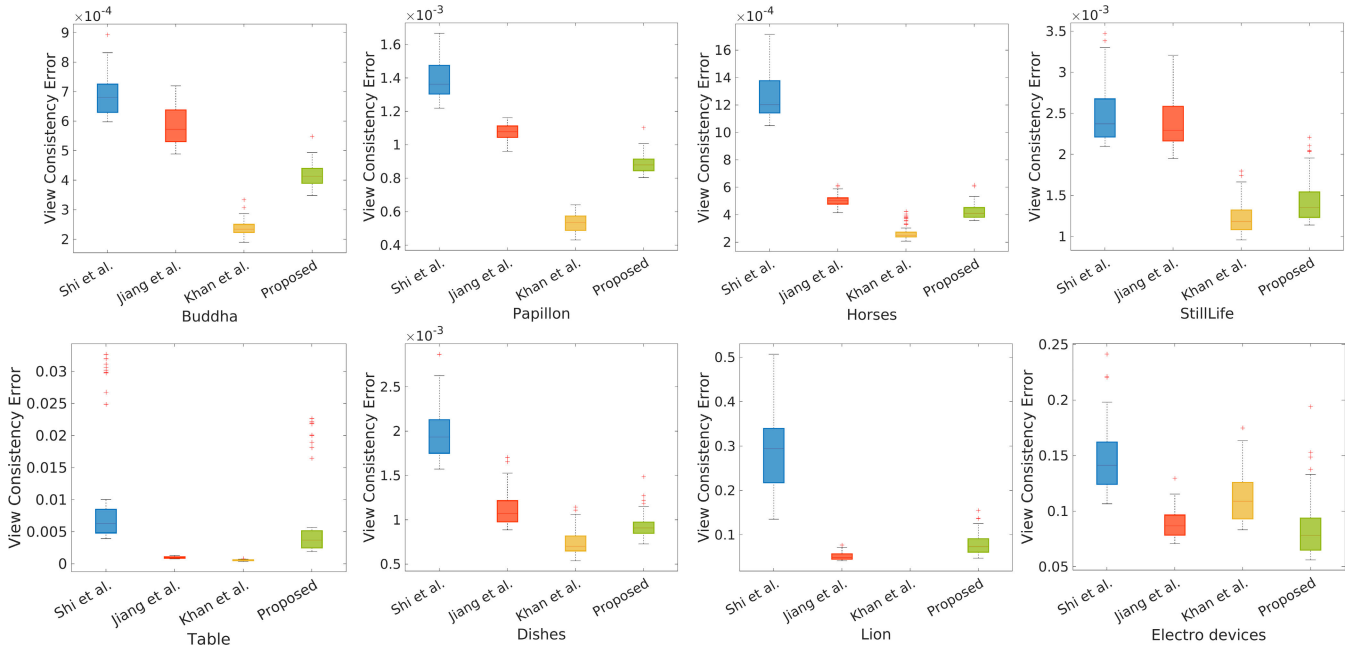 ×10⁻⁴
View Consistency Error
9
8
7
6
5
4
3
2
Shi et al.
Jiang et al.
Khan et al.
Proposed
Buddha
×10⁻³
View Consistency Error
1.6
1.4
1.2
1
0.8
0.6
0.4
Shi et al.
Jiang et al.
Khan et al.
Proposed
Papillon
×10⁻⁴
View Consistency Error
16
14
12
10
8
6
4
2
Shi et al.
Jiang et al.
Khan et al.
Proposed
Horses
×10⁻³
View Consistency Error
3.5
3
2.5
2
1.5
1
Shi et al.
Jiang et al.
Khan et al.
Proposed
StillLife
View Consistency Error
0.03
0.025
0.02
0.015
0.01
0.005
0
Shi et al.
Jiang et al.
Khan et al.
Proposed
Table
×10⁻³
View Consistency Error
2.5
2
1.5
1
0.5
Shi et al.
Jiang et al.
Khan et al.
Proposed
Dishes
View Consistency Error
0.5
0.4
0.3
0.2
0.1
Shi et al.
Jiang et al.
Khan et al.
Proposed
Lion
View Consistency Error
0.25
0.2
0.15
0.1
0.05
Shi et al.
Jiang et al.
Khan et al.
Proposed
Electro devices